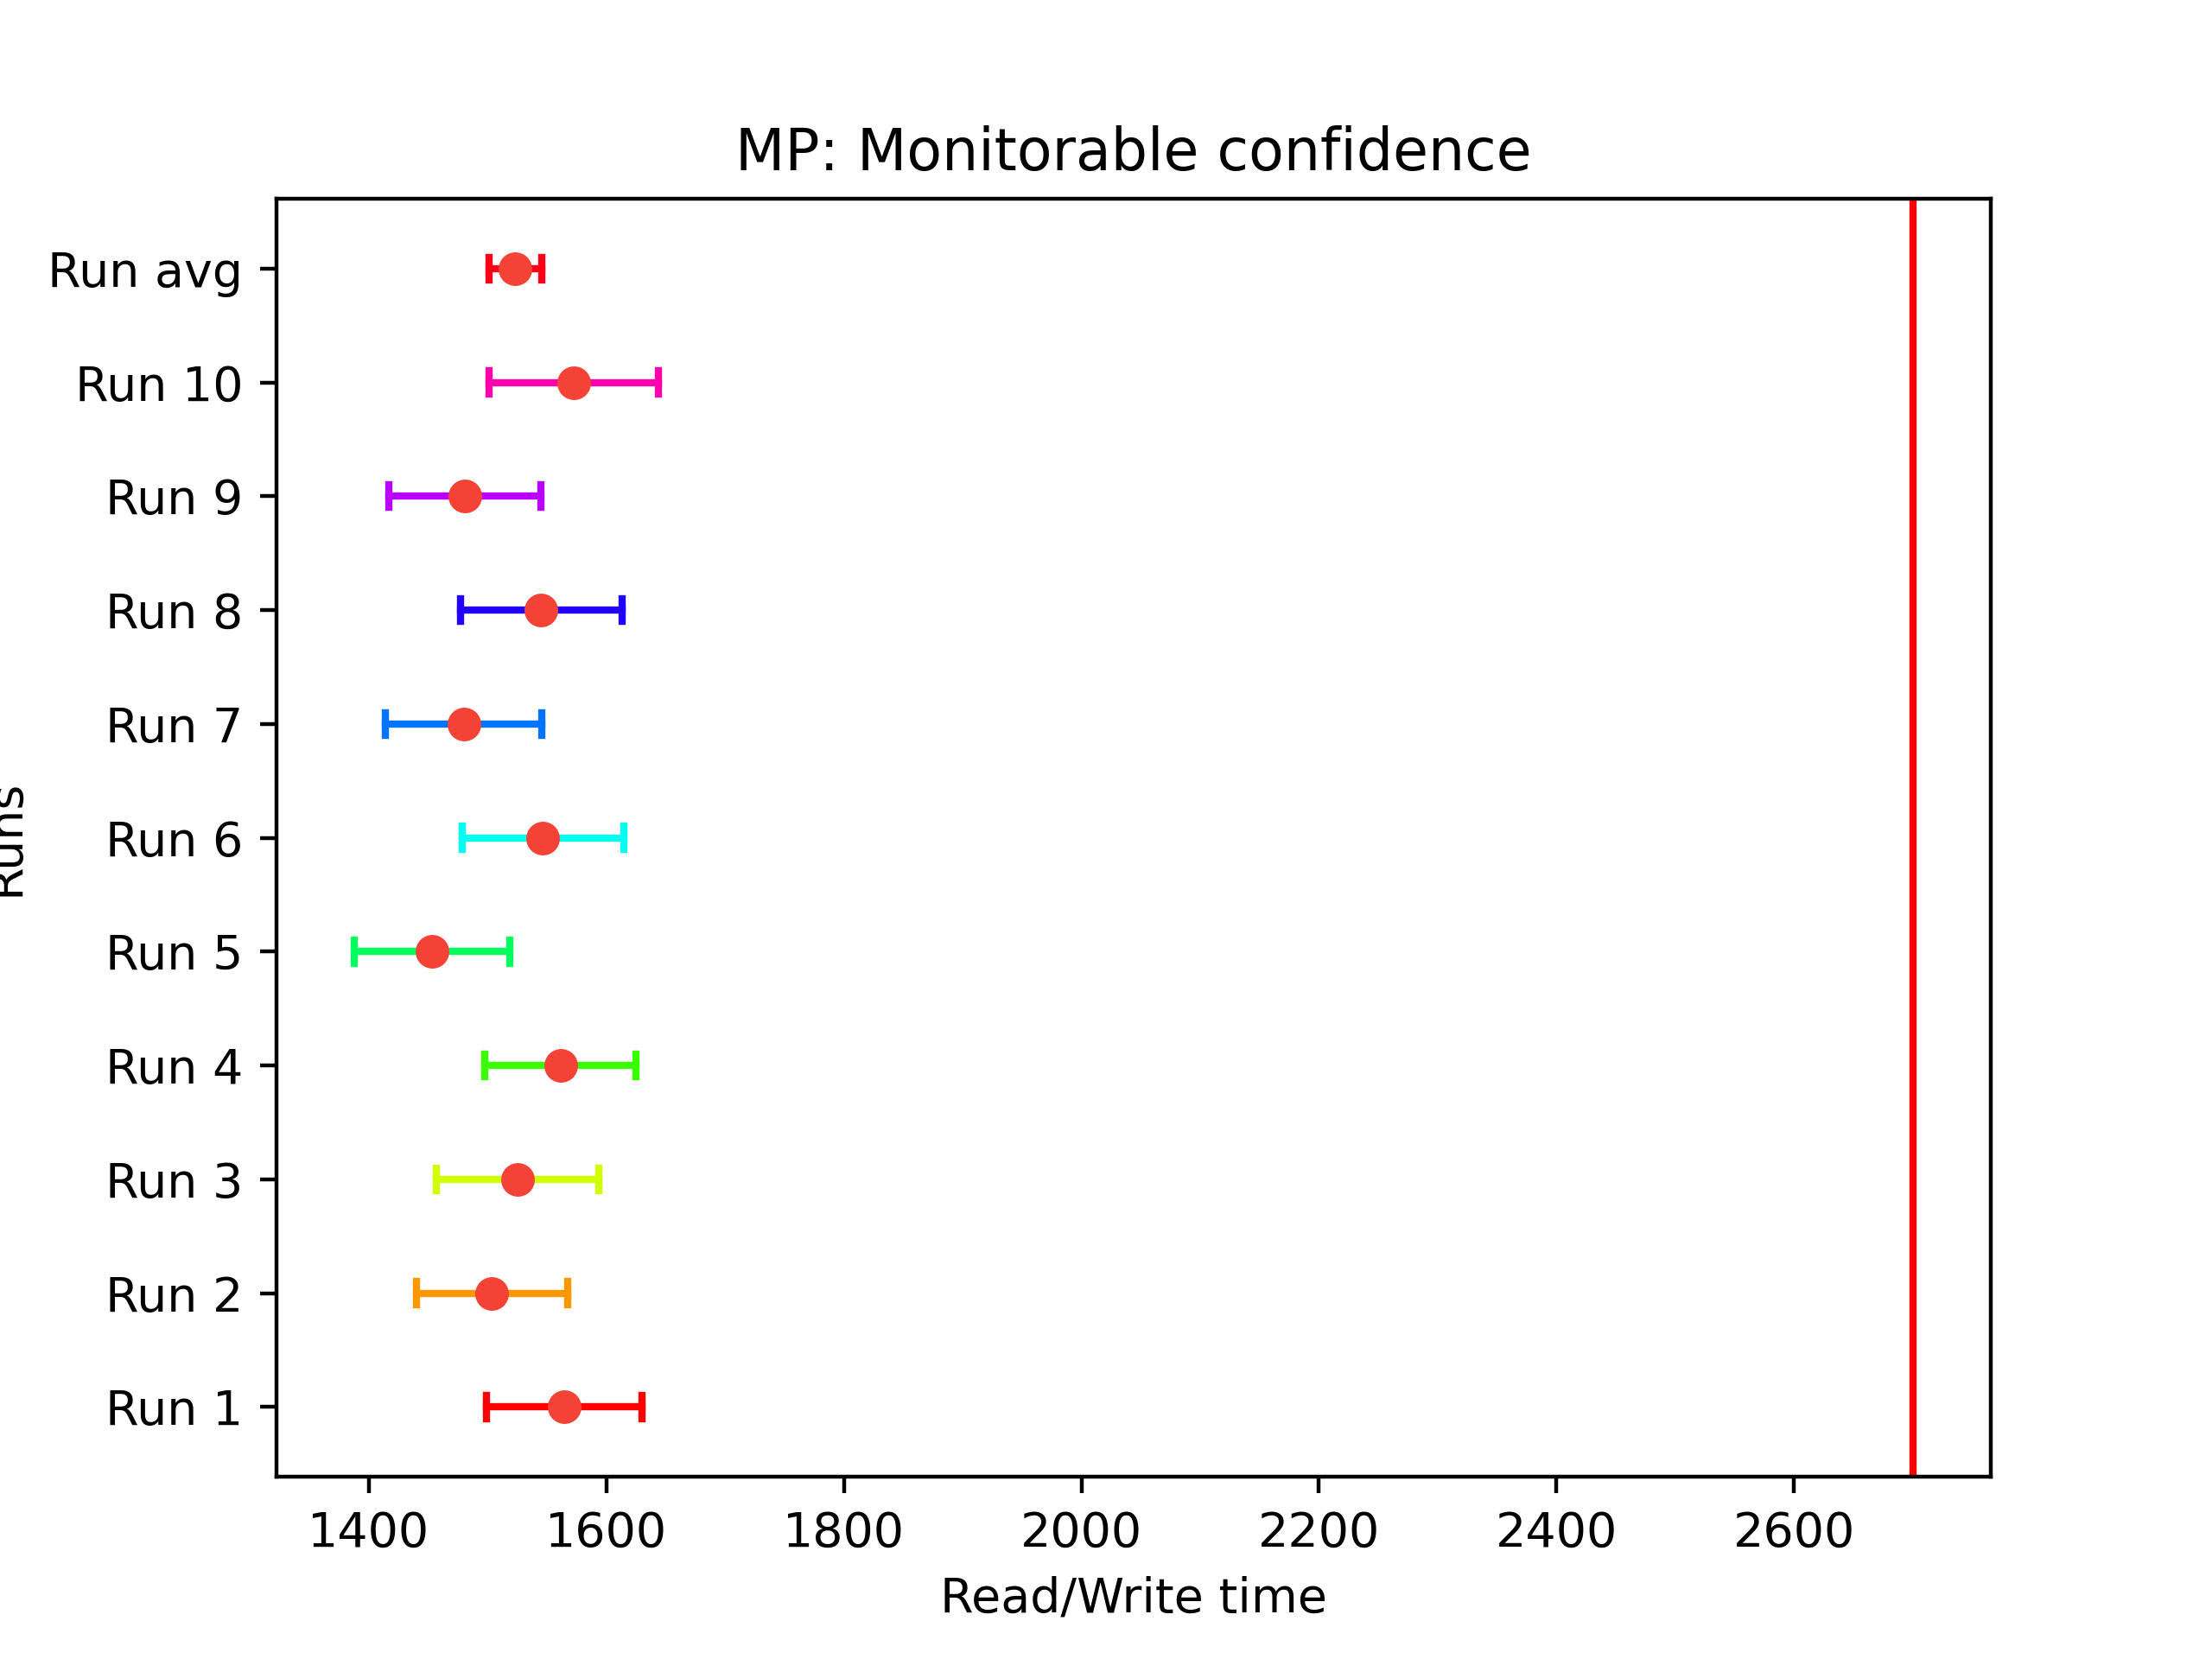 MP: Monitorable confidence
Run avg
Run 10
Run 9
Run 8
Run 7
Run 6
Run 5
Run 4
Run 3
Run 2
Run 1
Runs
1400 1600 1800 2000 2200 2400 2600
Read/Write time